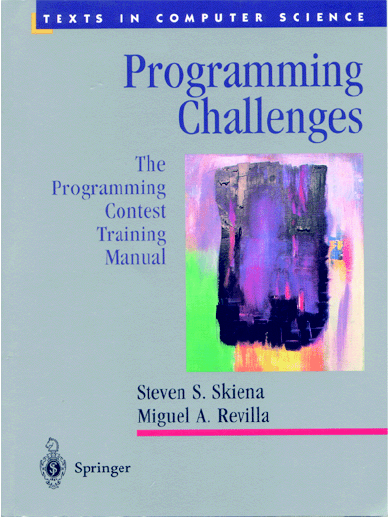 TEXTS IN COMPUTER SCIENCE
Programming
Challenges
The
Programming
Contest
Training
Manual
Steven S. Skiena
Miguel A. Revilla
Springer